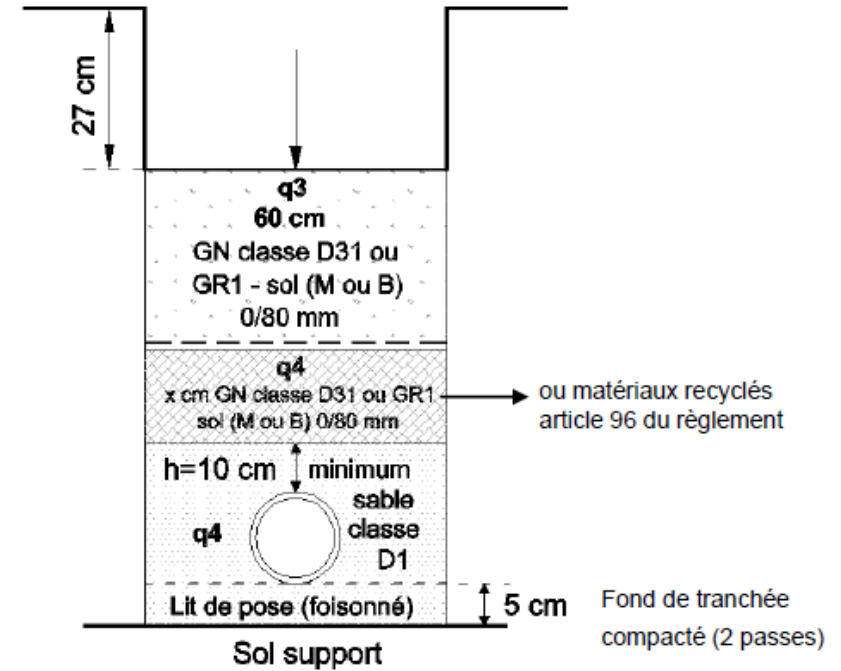 27 cm
q3
60 cm
GN classe D31 ou
GR1 - sol (M ou B)
0/80 mm
q4
x cm GN classe D31 ou GR1
sol (M ou B) 0/80 mm
ou matériaux recyclés
article 96 du règlement
h=10 cm minimum
sable
q4 classe
D1
Lit de pose (foisonné)
5 cm
Fond de tranchée
compacté (2 passes)
Sol support